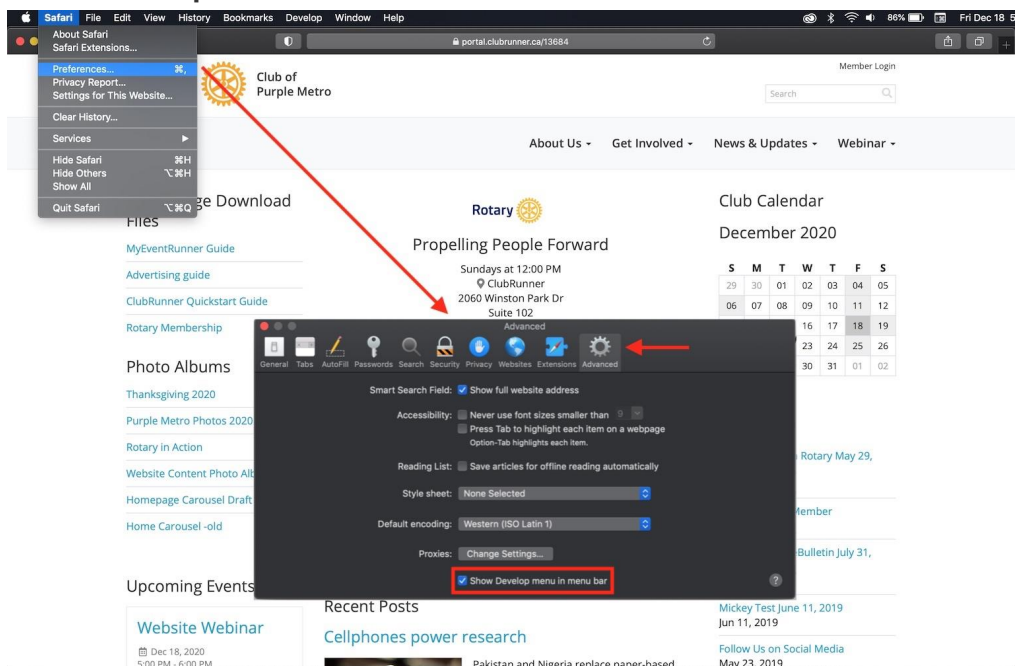 Safari File Edit View History Bookmarks Develop Window Help 86% Fri Dec 18 5
About Safari
Safari Extensions...
Preferences... ⌘,
Privacy Report...
Settings for This Website...
Clear History...
Services
Hide Safari ⌘H
Hide Others ⌥⌘H
Show All
Quit Safari ⌥⌘Q
portal.clubrunner.ca/13684
Club of
Purple Metro
Member Login
Search
About Us Get Involved News & Updates Webinar
ge Download
Files
MyEventRunner Guide
Advertising guide
ClubRunner Quickstart Guide
Rotary Membership
Photo Albums
Thanksgiving 2020
Purple Metro Photos 2020
Rotary in Action
Website Content Photo Alb
Homepage Carousel Draft
Home Carousel -old
Upcoming Events
Website Webinar
Dec 18, 2020
5:00 PM - 6:00 PM
Rotary
Propelling People Forward
Sundays at 12:00 PM
ClubRunner
2060 Winston Park Dr
Suite 102
Advanced
General Tabs AutoFill Passwords Search Security Privacy Websites Extensions Advanced
Smart Search Field: Show full website address
Accessibility: Never use font sizes smaller than 9
Press Tab to highlight each item on a webpage
Option-Tab highlights each item.
Reading List: Save articles for offline reading automatically
Style sheet: None Selected
Default encoding: Western (ISO Latin 1)
Proxies: Change Settings...
Show Develop menu in menu bar ?
Recent Posts
Cellphones power research
Pakistan and Nigeria replace paper-based
Club Calendar
December 2020
S M T W T F S
29 30 01 02 03 04 05
06 07 08 09 10 11 12
16 17 18 19
23 24 25 26
30 31 01 02
Rotary May 29,
Member
Bulletin July 31,
Mickey Test June 11, 2019
Jun 11, 2019
Follow Us on Social Media
May 23, 2019